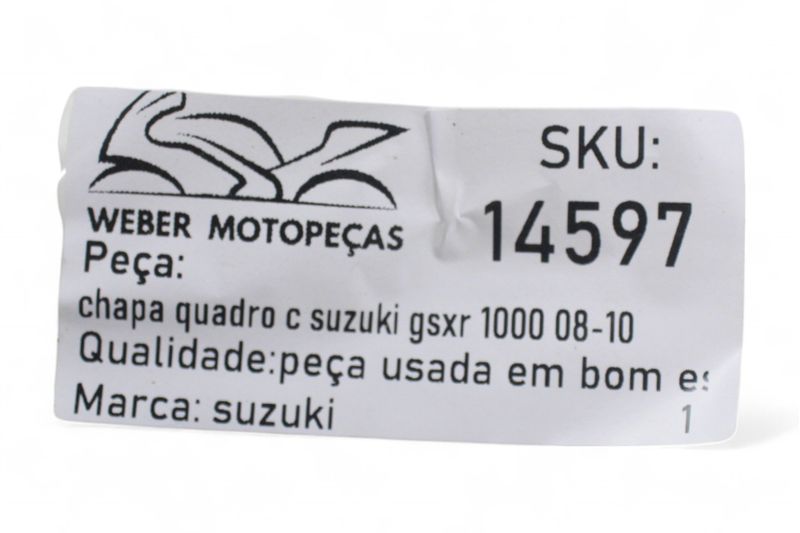 WEBER MOTOPEÇAS
SKU:
14597
Peça:
chapa quadro c suzuki gsxr 1000 08-10
Qualidade:peça usada em bom es
Marca: suzuki
1